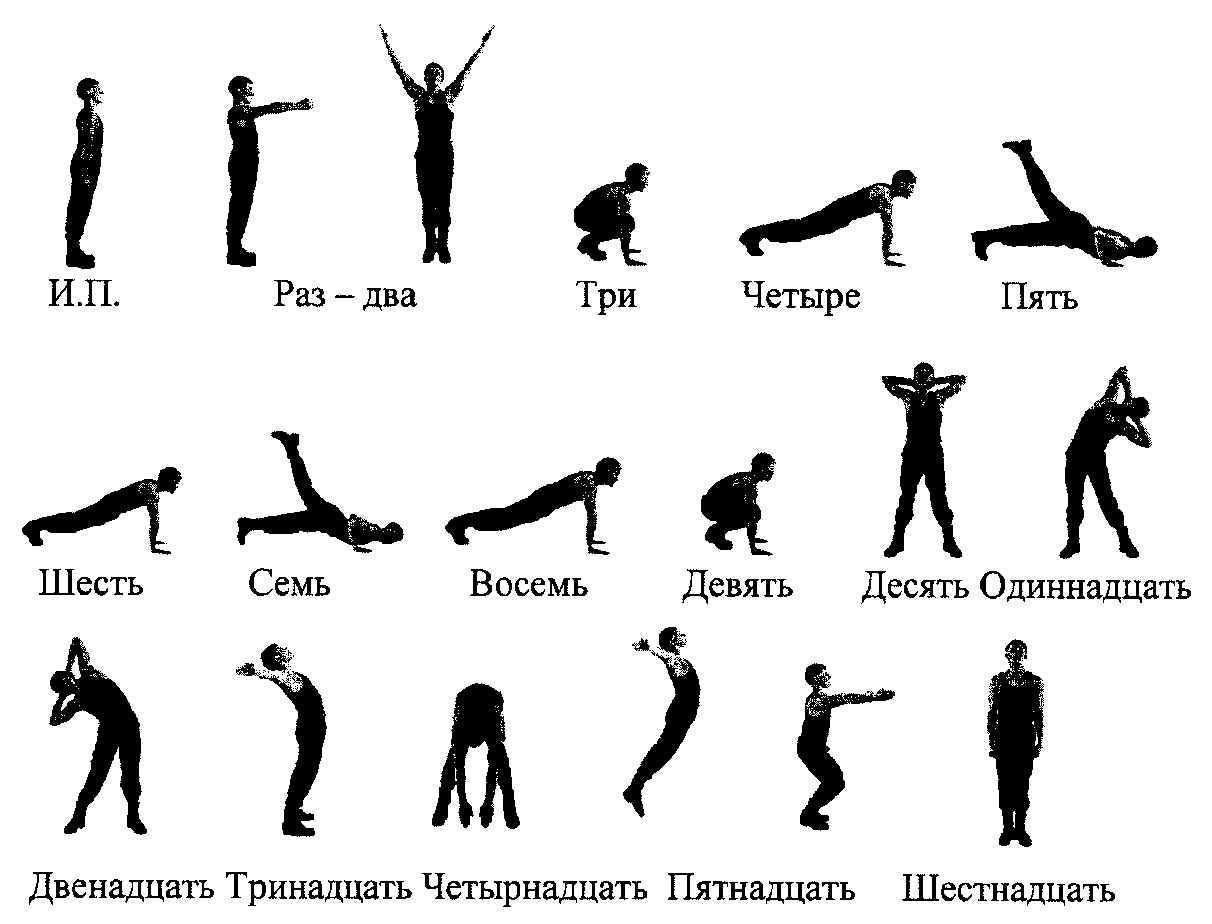 И.П. Раз – два Три Четыре Пять
Шесть Семь Восемь Девять Десять Одиннадцать
Двенадцать Тринадцать Четырнадцать Пятнадцать Шестнадцать